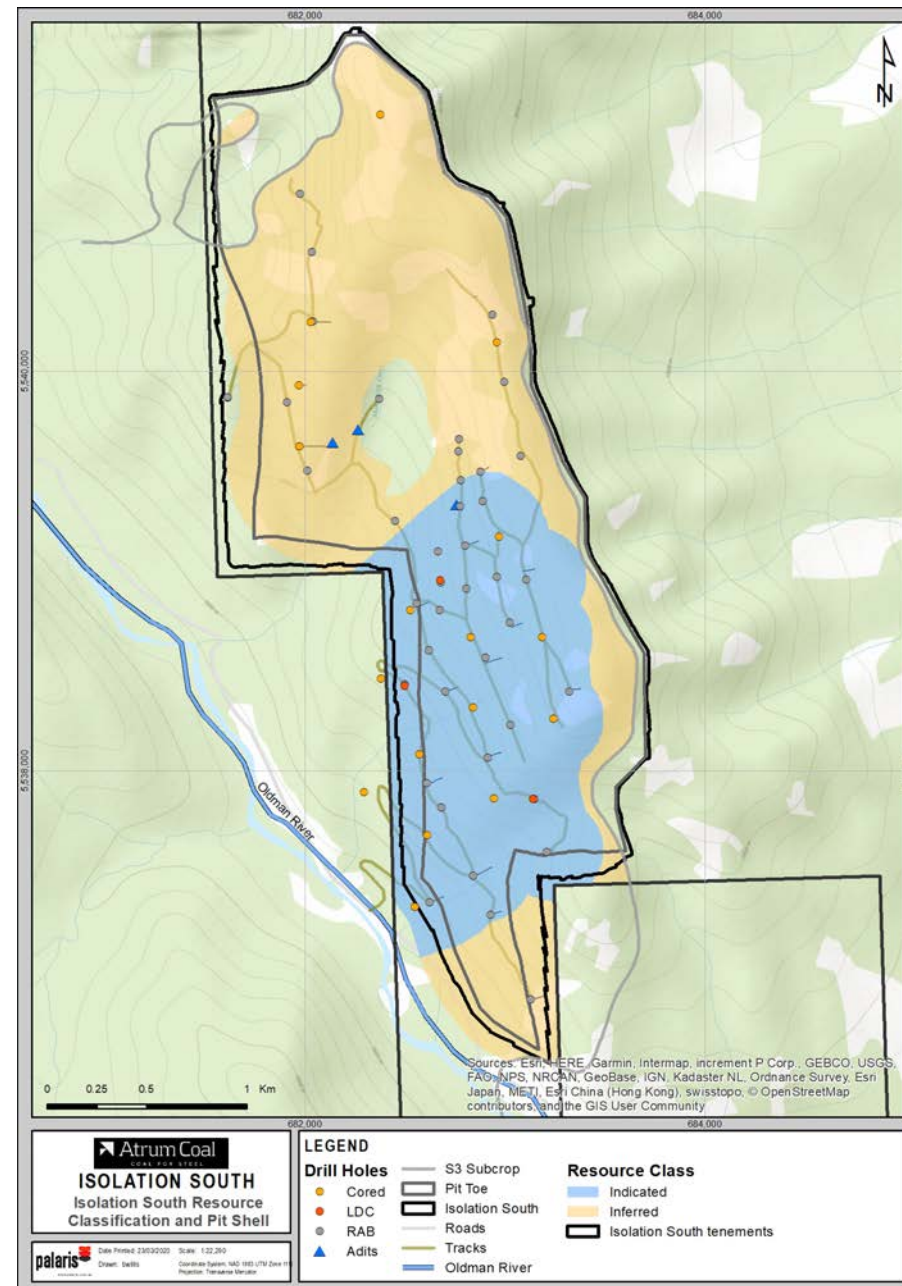 682,000
684,000
N
5,540,000
5,538,000
Oldman River
0 0.25 0.5 1 Km
Sources: Esri, HERE, Garmin, Intermap, increment P Corp., GEBCO, USGS,
FAO, NPS, NRCAN, GeoBase, IGN, Kadaster NL, Ordnance Survey, Esri
Japan, METI, Esri China (Hong Kong), swisstopo, © OpenStreetMap
contributors, and the GIS User Community
682,000
684,000
Atrum Coal
COAL FOR STEEL
ISOLATION SOUTH
Isolation South Resource
Classification and Pit Shell
palaris
Date Printed: 23/03/2020 Scale: 1:22,250
Drawn:
Coordinate System: NAD 1983 UTM Zone
Projection: Transverse Mercator
LEGEND
Drill Holes
Cored
LDC
RAB
Adits
S3 Subcrop
Pit Toe
Isolation South
Roads
Tracks
Oldman River
Resource Class
Indicated
Inferred
Isolation South tenements